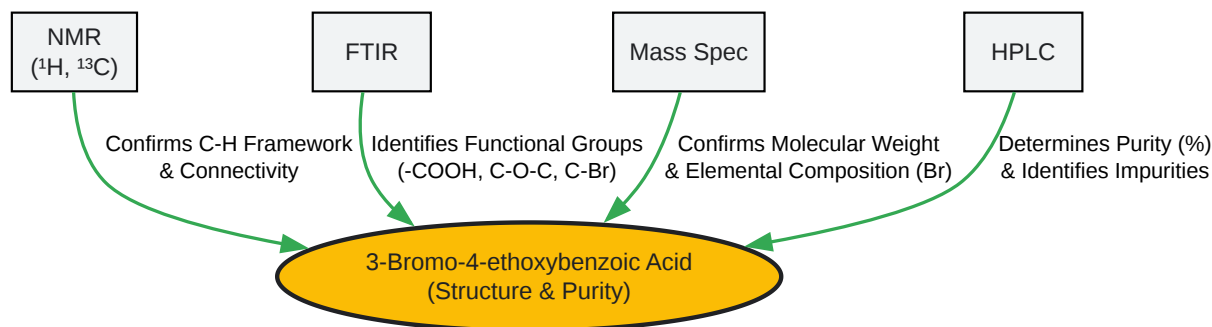 NMR
(¹H, ¹³C)
FTIR
Mass Spec
HPLC
Confirms C-H Framework
& Connectivity
Identifies Functional Groups
(-COOH, C-O-C, C-Br)
Confirms Molecular Weight
& Elemental Composition (Br)
Determines Purity (%)
& Identifies Impurities
3-Bromo-4-ethoxybenzoic Acid
(Structure & Purity)